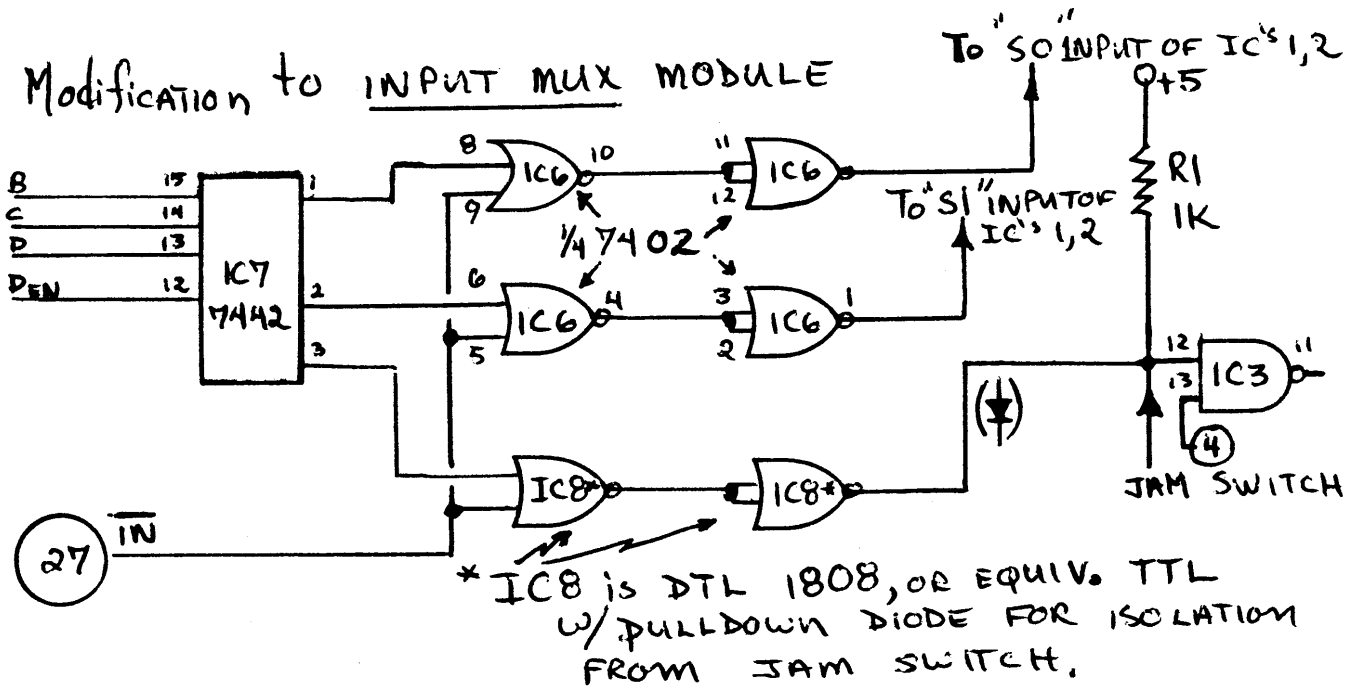 Modification to INPUT MUX MODULE
To "S0" INPUT OF IC's 1,2
+5
R1
1K
B
C
D
DEN
15
14
13
12
IC7
7442
1
2
3
8
9
IC6
10
11
12
IC6
1/4 7402
To "S1" INPUT OF
IC's 1,2
6
5
IC6
4
3
2
IC6
1
12
13
IC3
11
4
JAM SWITCH
IC8*
IC8*
27
IN
* IC8 is DTL 1808, OR EQUIV. TTL
W/ PULLDOWN DIODE FOR ISOLATION
FROM JAM SWITCH.